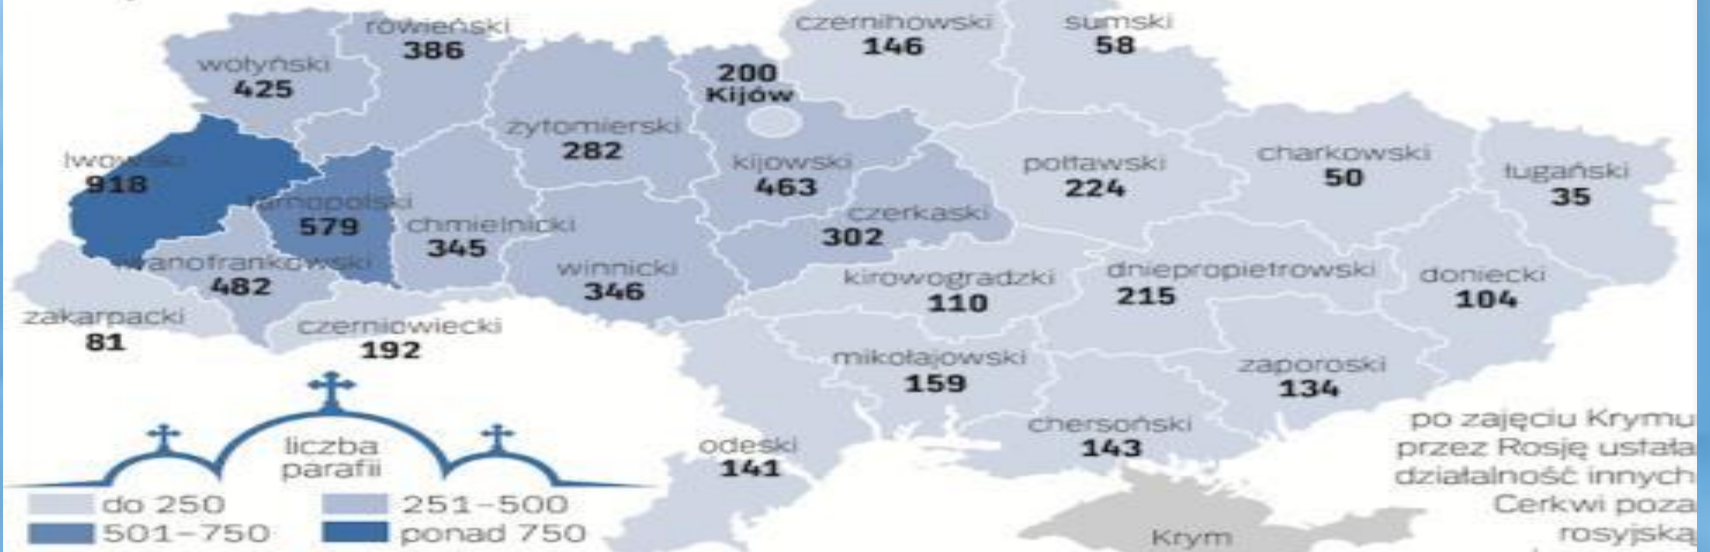 rowieński
386
wołyński
425
czernihowski
146
sumski
58
200
Kijów
żytomierski
282
lwowski
918
kijowski
463
połtawski
224
charkowski
50
ługański
35
tarnopolski
579
chmielnicki
345
czerkaski
302
iwanofrankowski
482
winnicki
346
kirowogradzki
110
dniepropietrowski
215
doniecki
104
zakarpacki
81
czerniowiecki
192
mikołajowski
159
zaporoski
134
odeski
141
chersoński
143
liczba
parafii
do 250
251–500
501–750
ponad 750
po zajęciu Krymu
przez Rosję ustała
działalność innych
Cerkwi poza
rosyjską
Krym